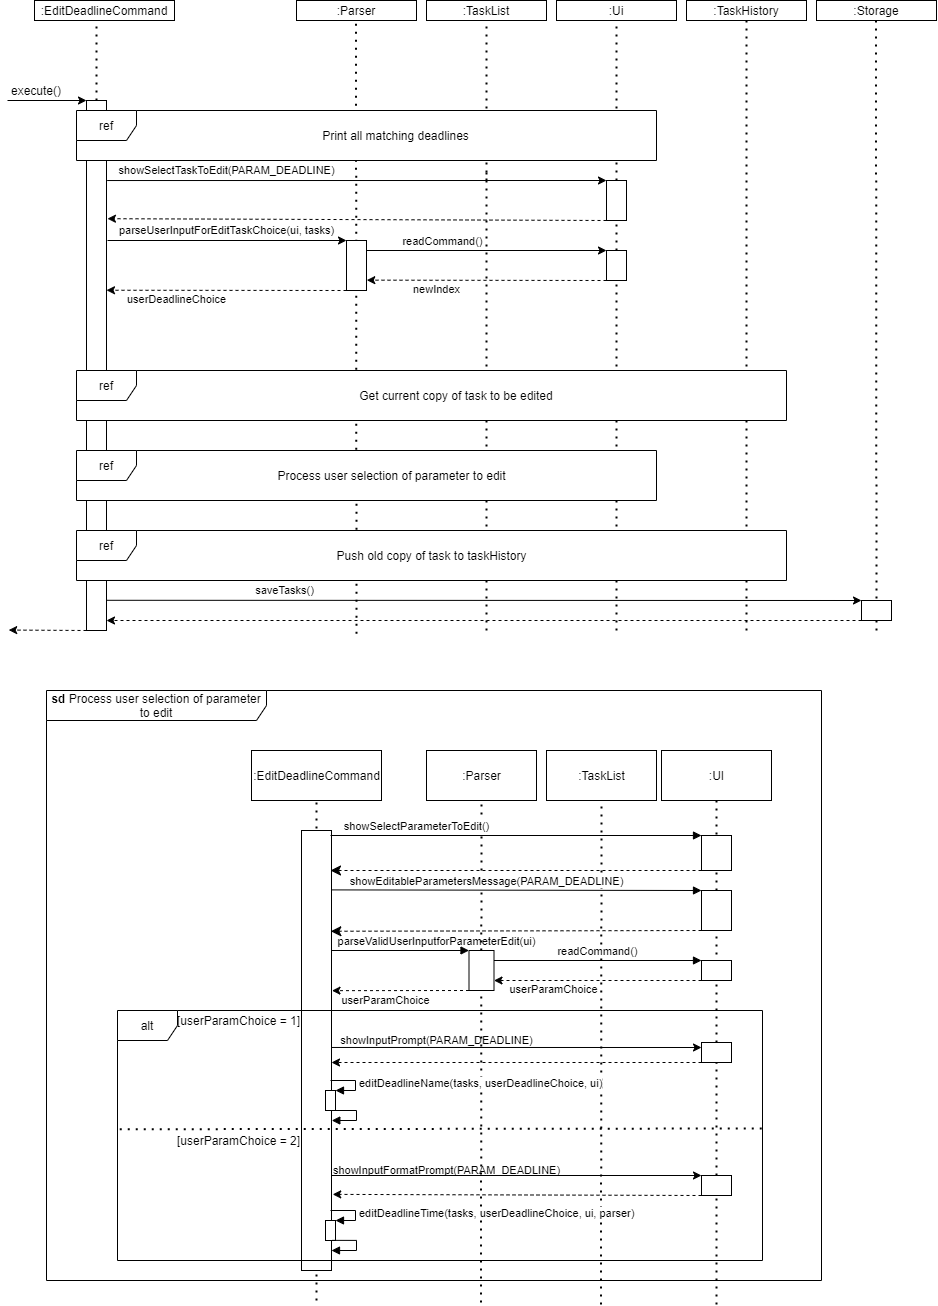 :EditDeadlineCommand
:Parser
:TaskList
:Ui
:TaskHistory
:Storage
execute()
ref
Print all matching deadlines
showSelectTaskToEdit(PARAM_DEADLINE)
parseUserInputForEditTaskChoice(ui, tasks)
readCommand()
newIndex
userDeadlineChoice
ref
Get current copy of task to be edited
ref
Process user selection of parameter to edit
ref
Push old copy of task to taskHistory
saveTasks()
sd Process user selection of parameter
to edit
:EditDeadlineCommand
:Parser
:TaskList
:UI
showSelectParameterToEdit()
showEditableParametersMessage(PARAM_DEADLINE)
parseValidUserInputforParameterEdit(ui)
readCommand()
userParamChoice
userParamChoice
alt
[userParamChoice = 1]
showInputPrompt(PARAM_DEADLINE)
editDeadlineName(tasks, userDeadlineChoice, ui)
[userParamChoice = 2]
showInputFormatPrompt(PARAM_DEADLINE)
editDeadlineTime(tasks, userDeadlineChoice, ui, parser)